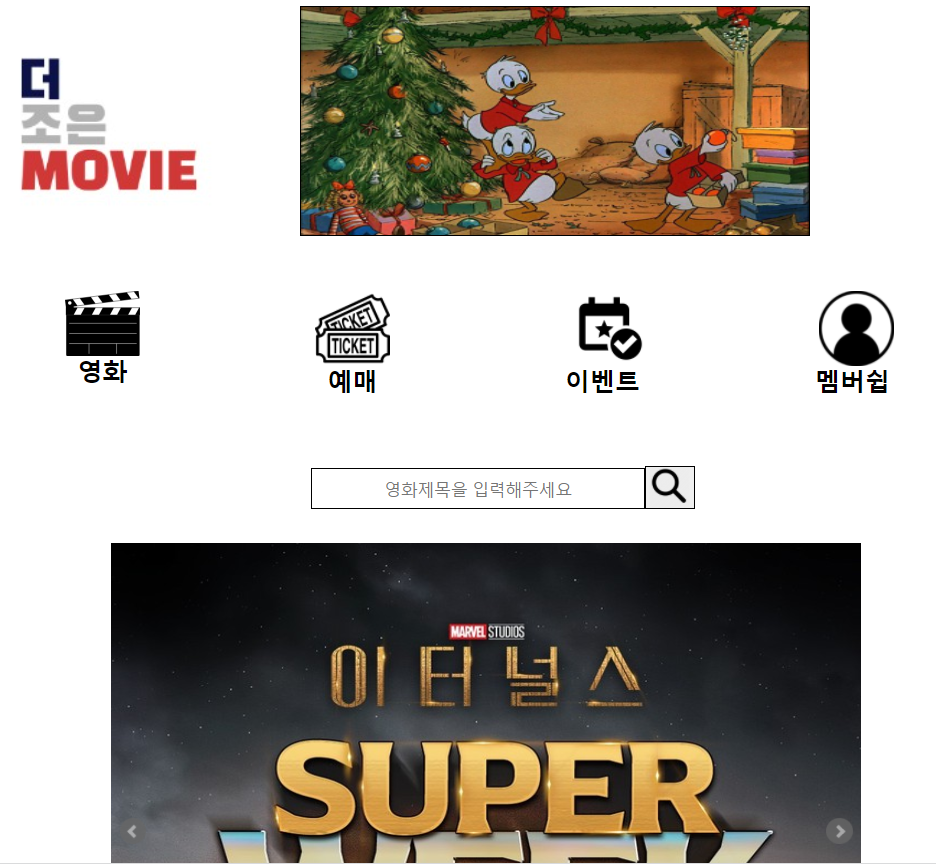 더
조은
MOVIE
영화
TICKET
TICKET
예매
이벤트
멤버쉽
영화제목을 입력해주세요
MARVEL STUDIOS
이터널스
SUPER
WEEK